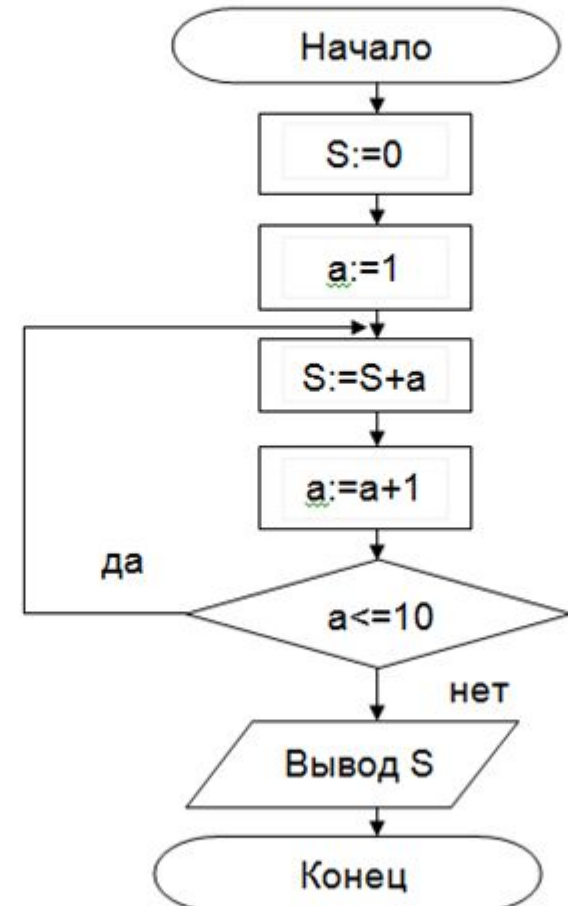 Начало
S:=0
a:=1
S:=S+a
a:=a+1
да
a<=10
нет
Вывод S
Конец